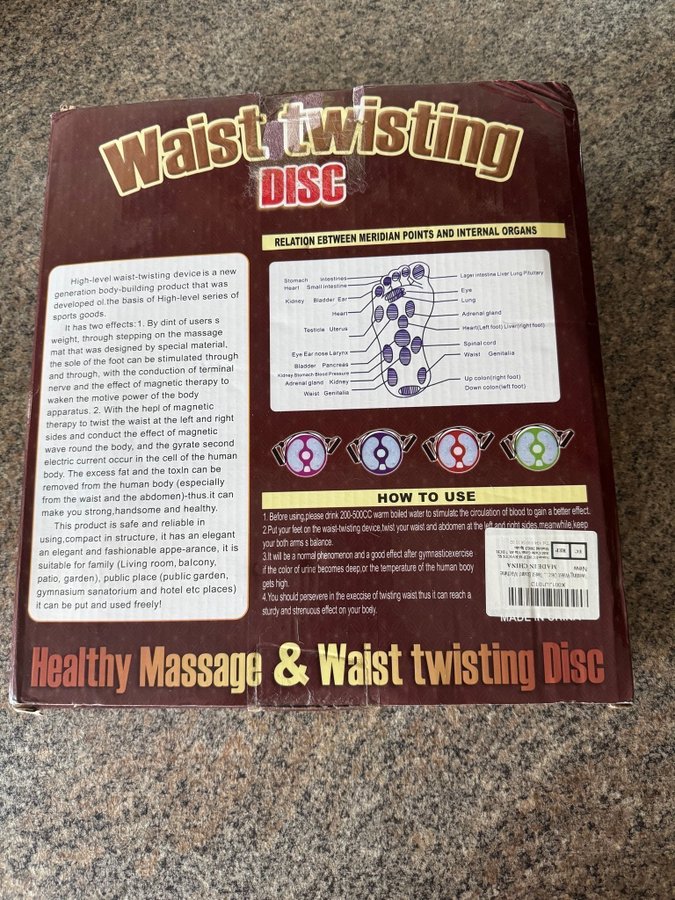 Waist twisting
DISC
RELATION EBTWEEN MERIDIAN POINTS AND INTERNAL ORGANS
High-level waist-twisting device is a new
generation body-building product that was
developed ol.the basis of High-level series of
sports goods.
It has two effects:1. By dint of users s
weight, through stepping on the massage
mat that was designed by special material,
the sole of the foot can be stimulated through
and through, with the conduction of terminal
nerve and the effect of magnetic therapy to
waken the motive power of the body
apparatus. 2. With the hepl of magnetic
therapy to twist the waist at the left and right
sides and conduct the effect of magnetic
wave round the body, and the gyrate second
electric current occur in the cell of the human
body. The excess fat and the toxIn can be
removed from the human body (especially
from the waist and the abdomen)-thus.it can
make you strong,handsome and healthy.
This product is safe and reliable in
using,compact in structure, it has an elegant
an elegant and fashionable appe-arance, it is
suitable for family (Living room, balcony,
patio, garden), public place (public garden,
gymnasium sanatorium and hotel etc places)
it can be put and used freely!
Stomach Intestines
Heart Small intestine
Kidney Bladder Ear
Heart
Testicle Uterus
Eye Ear nose Larynx
Bladder Pancreas
Kidney Stomach Blood Pressure
Adrenal gland Kidney
Waist Genitalia
Lager intestine Liver Lung Pituitary
Eye
Lung
Adrenal gland
Heart(Left foot) Liver(right foot)
Spinal cord
Waist Genitalia
Up colon(right foot)
Down colon(left foot)
HOW TO USE
1. Before using,please drink 200-500CC warm boiled water to stimulate the circulation of blood to gain a better effect.
2.Put your feet on the waist-twisting device,twist your waist and abdomen at the left and right sides,meanwhile,keep
your both arms s balance.
3.It will be a normal phenomenon and a good effect after gymnasticexercise
if the color of urine becomes deep,or the temperature of the human body
gets high.
4.You should persevere in the execcise of twisting waist thus it can reach a
sturdy and strenuous effect on your body.
EC REP
MADE IN CHINA
New
MADE IN CHINA
Healthy Massage & Waist twisting Disc